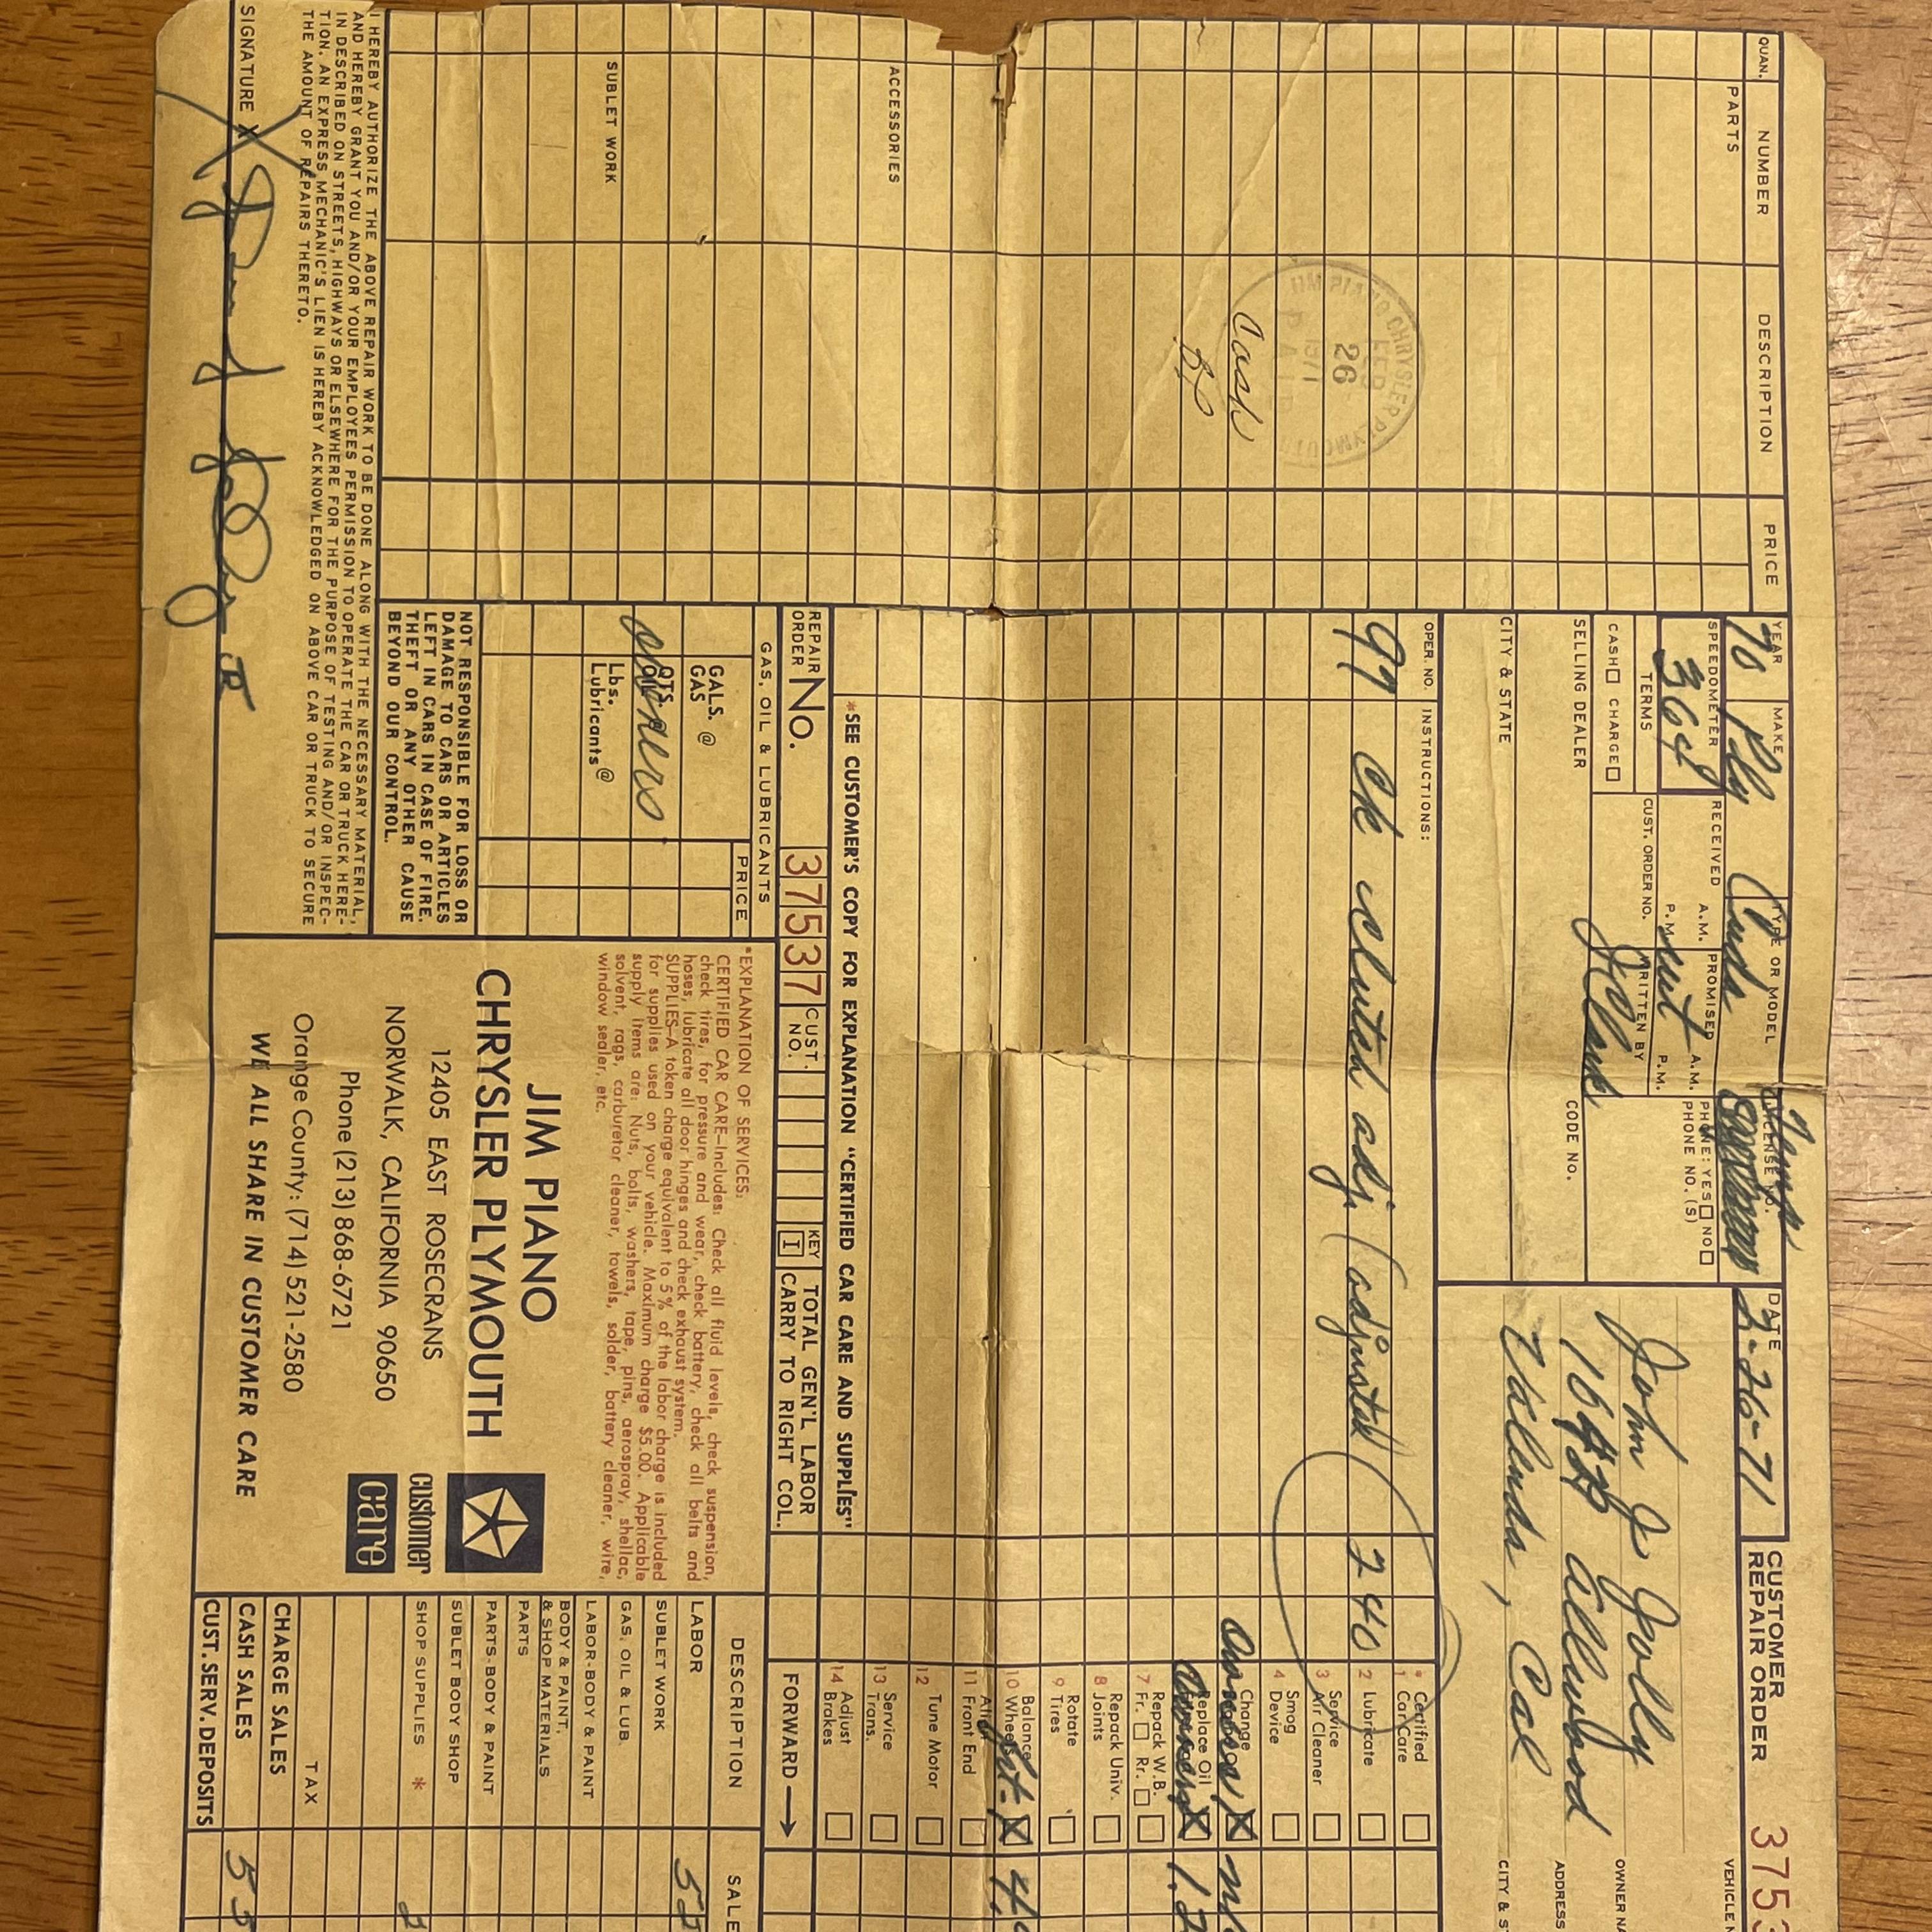 YEAR MAKE TYPE OR MODEL LICENSE NO. DATE CUSTOMER
70 Ply Cuda Temp 2-26-71 REPAIR ORDER 3753
QUAN. NUMBER DESCRIPTION PRICE
PARTS
SPEEDOMETER RECEIVED A.M. P.M. PROMISED A.M. P.M. PHONE: YES NO
364 PHONE NO. (S)
TERMS CUST. ORDER NO. WRITTEN BY
CASH CHARGE J Clark
SELLING DEALER CODE No.
CITY & STATE
John J. Jolly
Cal
OWNER NA
ADDRESS
CITY & S
OPER. NO. INSTRUCTIONS:
99 Ck clutch adj (adjusted) 2 40
JIM PIANO CHRYSLER PLYMOUTH
FEB
26
1971
PAID
Cash
1 * Certified Car Care
2 Lubricate
3 Service Air Cleaner
4 Smog Device
Change Oil X
Replace Oil X
7 Repack W.B. Fr. Rr.
8 Repack Univ. Joints
9 Rotate Tires
10 Balance Wheels X
11 Align Front End
12 Tune Motor
13 Service Trans.
14 Adjust Brakes
*SEE CUSTOMER'S COPY FOR EXPLANATION "CERTIFIED CAR CARE AND SUPPLIES"
ACCESSORIES
REPAIR ORDER No. 37537 CUST. NO. KEY I TOTAL GEN'L LABOR CARRY TO RIGHT COL. FORWARD →
GAS, OIL & LUBRICANTS PRICE
GALS. GAS @
QTS.
Lbs. Lubricants @
SUBLET WORK
NOT RESPONSIBLE FOR LOSS OR
DAMAGE TO CARS OR ARTICLES
LEFT IN CARS IN CASE OF FIRE,
THEFT OR ANY OTHER CAUSE
BEYOND OUR CONTROL.
*EXPLANATION OF SERVICES:
CERTIFIED CAR CARE—Includes: Check all fluid levels, check suspension,
check tires, for pressure and wear, check battery, check all belts and
hoses, lubricate all door hinges and check exhaust system.
SUPPLIES—A token charge equivalent to 5% of the labor charge is included
for supplies used on your vehicle. Maximum charge $5.00. Applicable
supply items are: Nuts, bolts, washers, tape, pins, aerospray, shellac,
solvent, rags, carburetor cleaner, towels, solder, battery cleaner, wire,
window sealer, etc.
JIM PIANO
CHRYSLER PLYMOUTH
12405 EAST ROSECRANS
NORWALK, CALIFORNIA 90650
Phone (213) 868-6721
Orange County: (714) 521-2580
WE ALL SHARE IN CUSTOMER CARE
customer
care
DESCRIPTION SALE
LABOR
SUBLET WORK
GAS, OIL & LUB.
LABOR-BODY & PAINT
BODY & PAINT,
& SHOP MATERIALS
PARTS
PARTS-BODY & PAINT
SUBLET BODY SHOP
SHOP SUPPLIES *
TAX
CHARGE SALES
CASH SALES
CUST. SERV. DEPOSITS
I HEREBY AUTHORIZE THE ABOVE REPAIR WORK TO BE DONE ALONG WITH THE NECESSARY MATERIAL,
AND HEREBY GRANT YOU AND/OR YOUR EMPLOYEES PERMISSION TO OPERATE THE CAR OR TRUCK HERE-
IN DESCRIBED ON STREETS, HIGHWAYS OR ELSEWHERE FOR THE PURPOSE OF TESTING AND/OR INSPEC-
TION. AN EXPRESS MECHANIC'S LIEN IS HEREBY ACKNOWLEDGED ON ABOVE CAR OR TRUCK TO SECURE
THE AMOUNT OF REPAIRS THERETO.
SIGNATURE X